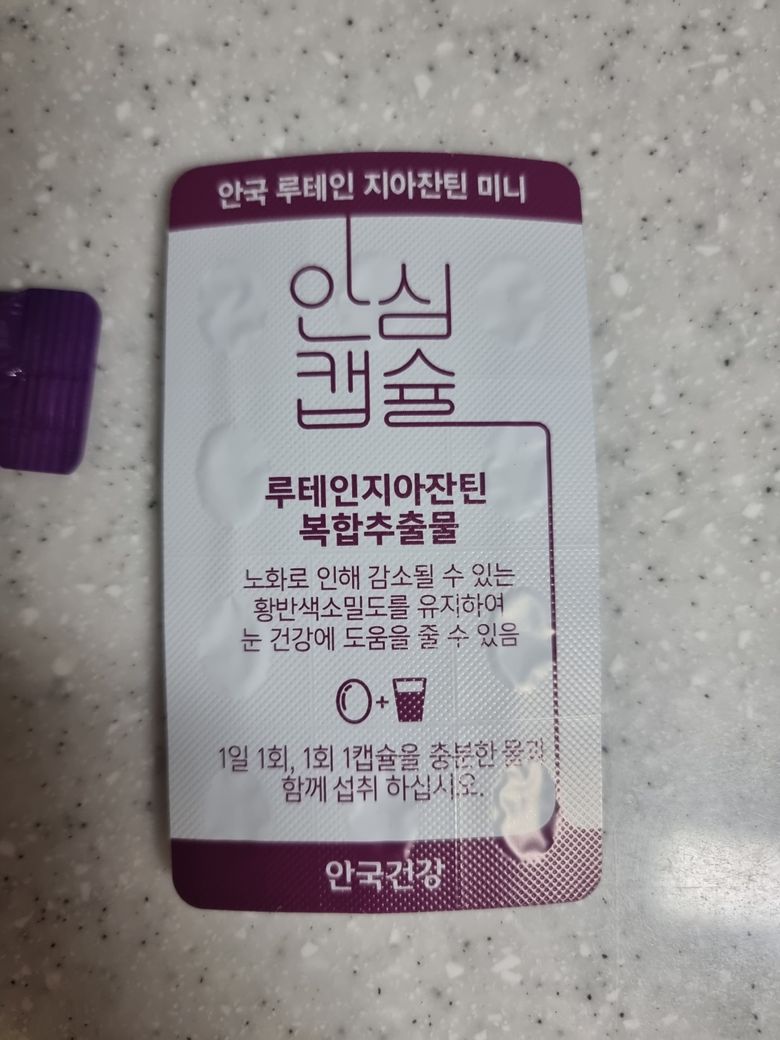 안국 루테인 지아잔틴 미니
안심
캡슐
루테인지아잔틴
복합추출물
노화로 인해 감소될 수 있는
황반색소밀도를 유지하여
눈 건강에 도움을 줄 수 있음
1일 1회, 1회 1캡슐을 충분한 물과
함께 섭취 하십시오.
안국건강